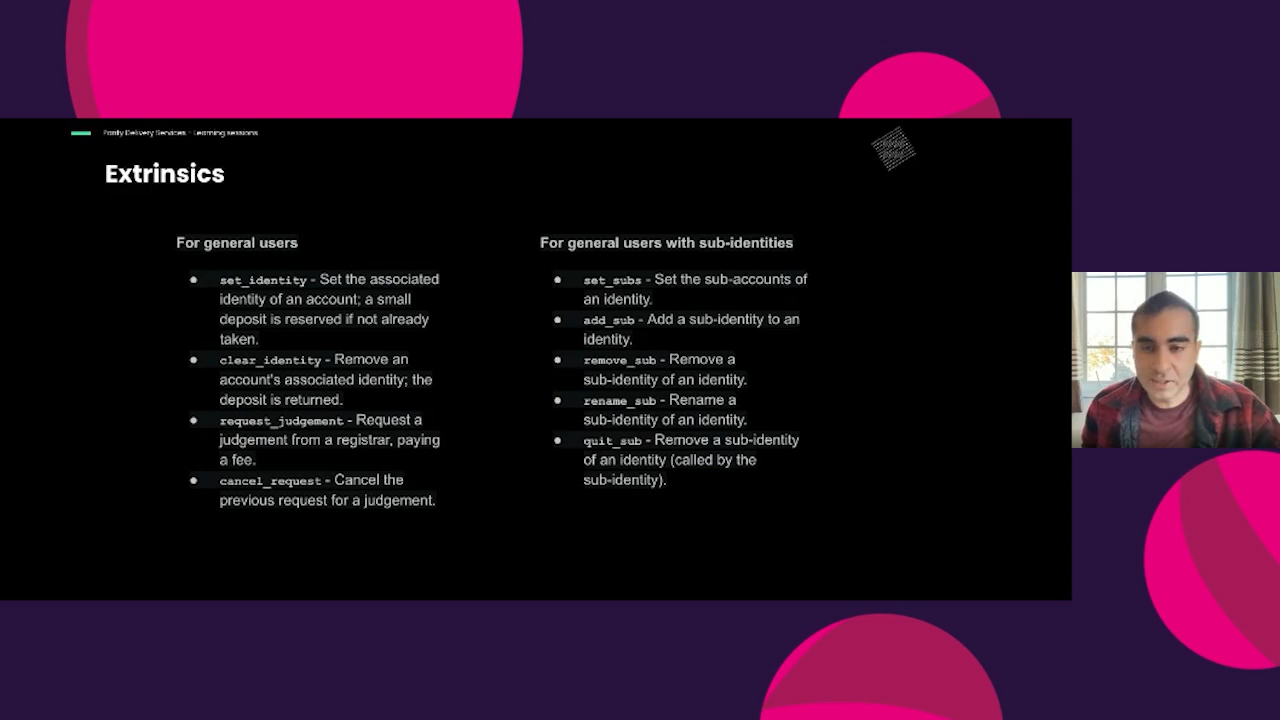 Parity Delivery Services - Learning sessions
Extrinsics
For general users
● set_identity - Set the associated
identity of an account; a small
deposit is reserved if not already
taken.
● clear_identity - Remove an
account's associated identity; the
deposit is returned.
● request_judgement - Request a
judgement from a registrar, paying
a fee.
● cancel_request - Cancel the
previous request for a judgement.
For general users with sub-identities
● set_subs - Set the sub-accounts of
an identity.
● add_sub - Add a sub-identity to an
identity.
● remove_sub - Remove a
sub-identity of an identity.
● rename_sub - Rename a
sub-identity of an identity.
● quit_sub - Remove a sub-identity
of an identity (called by the
sub-identity).